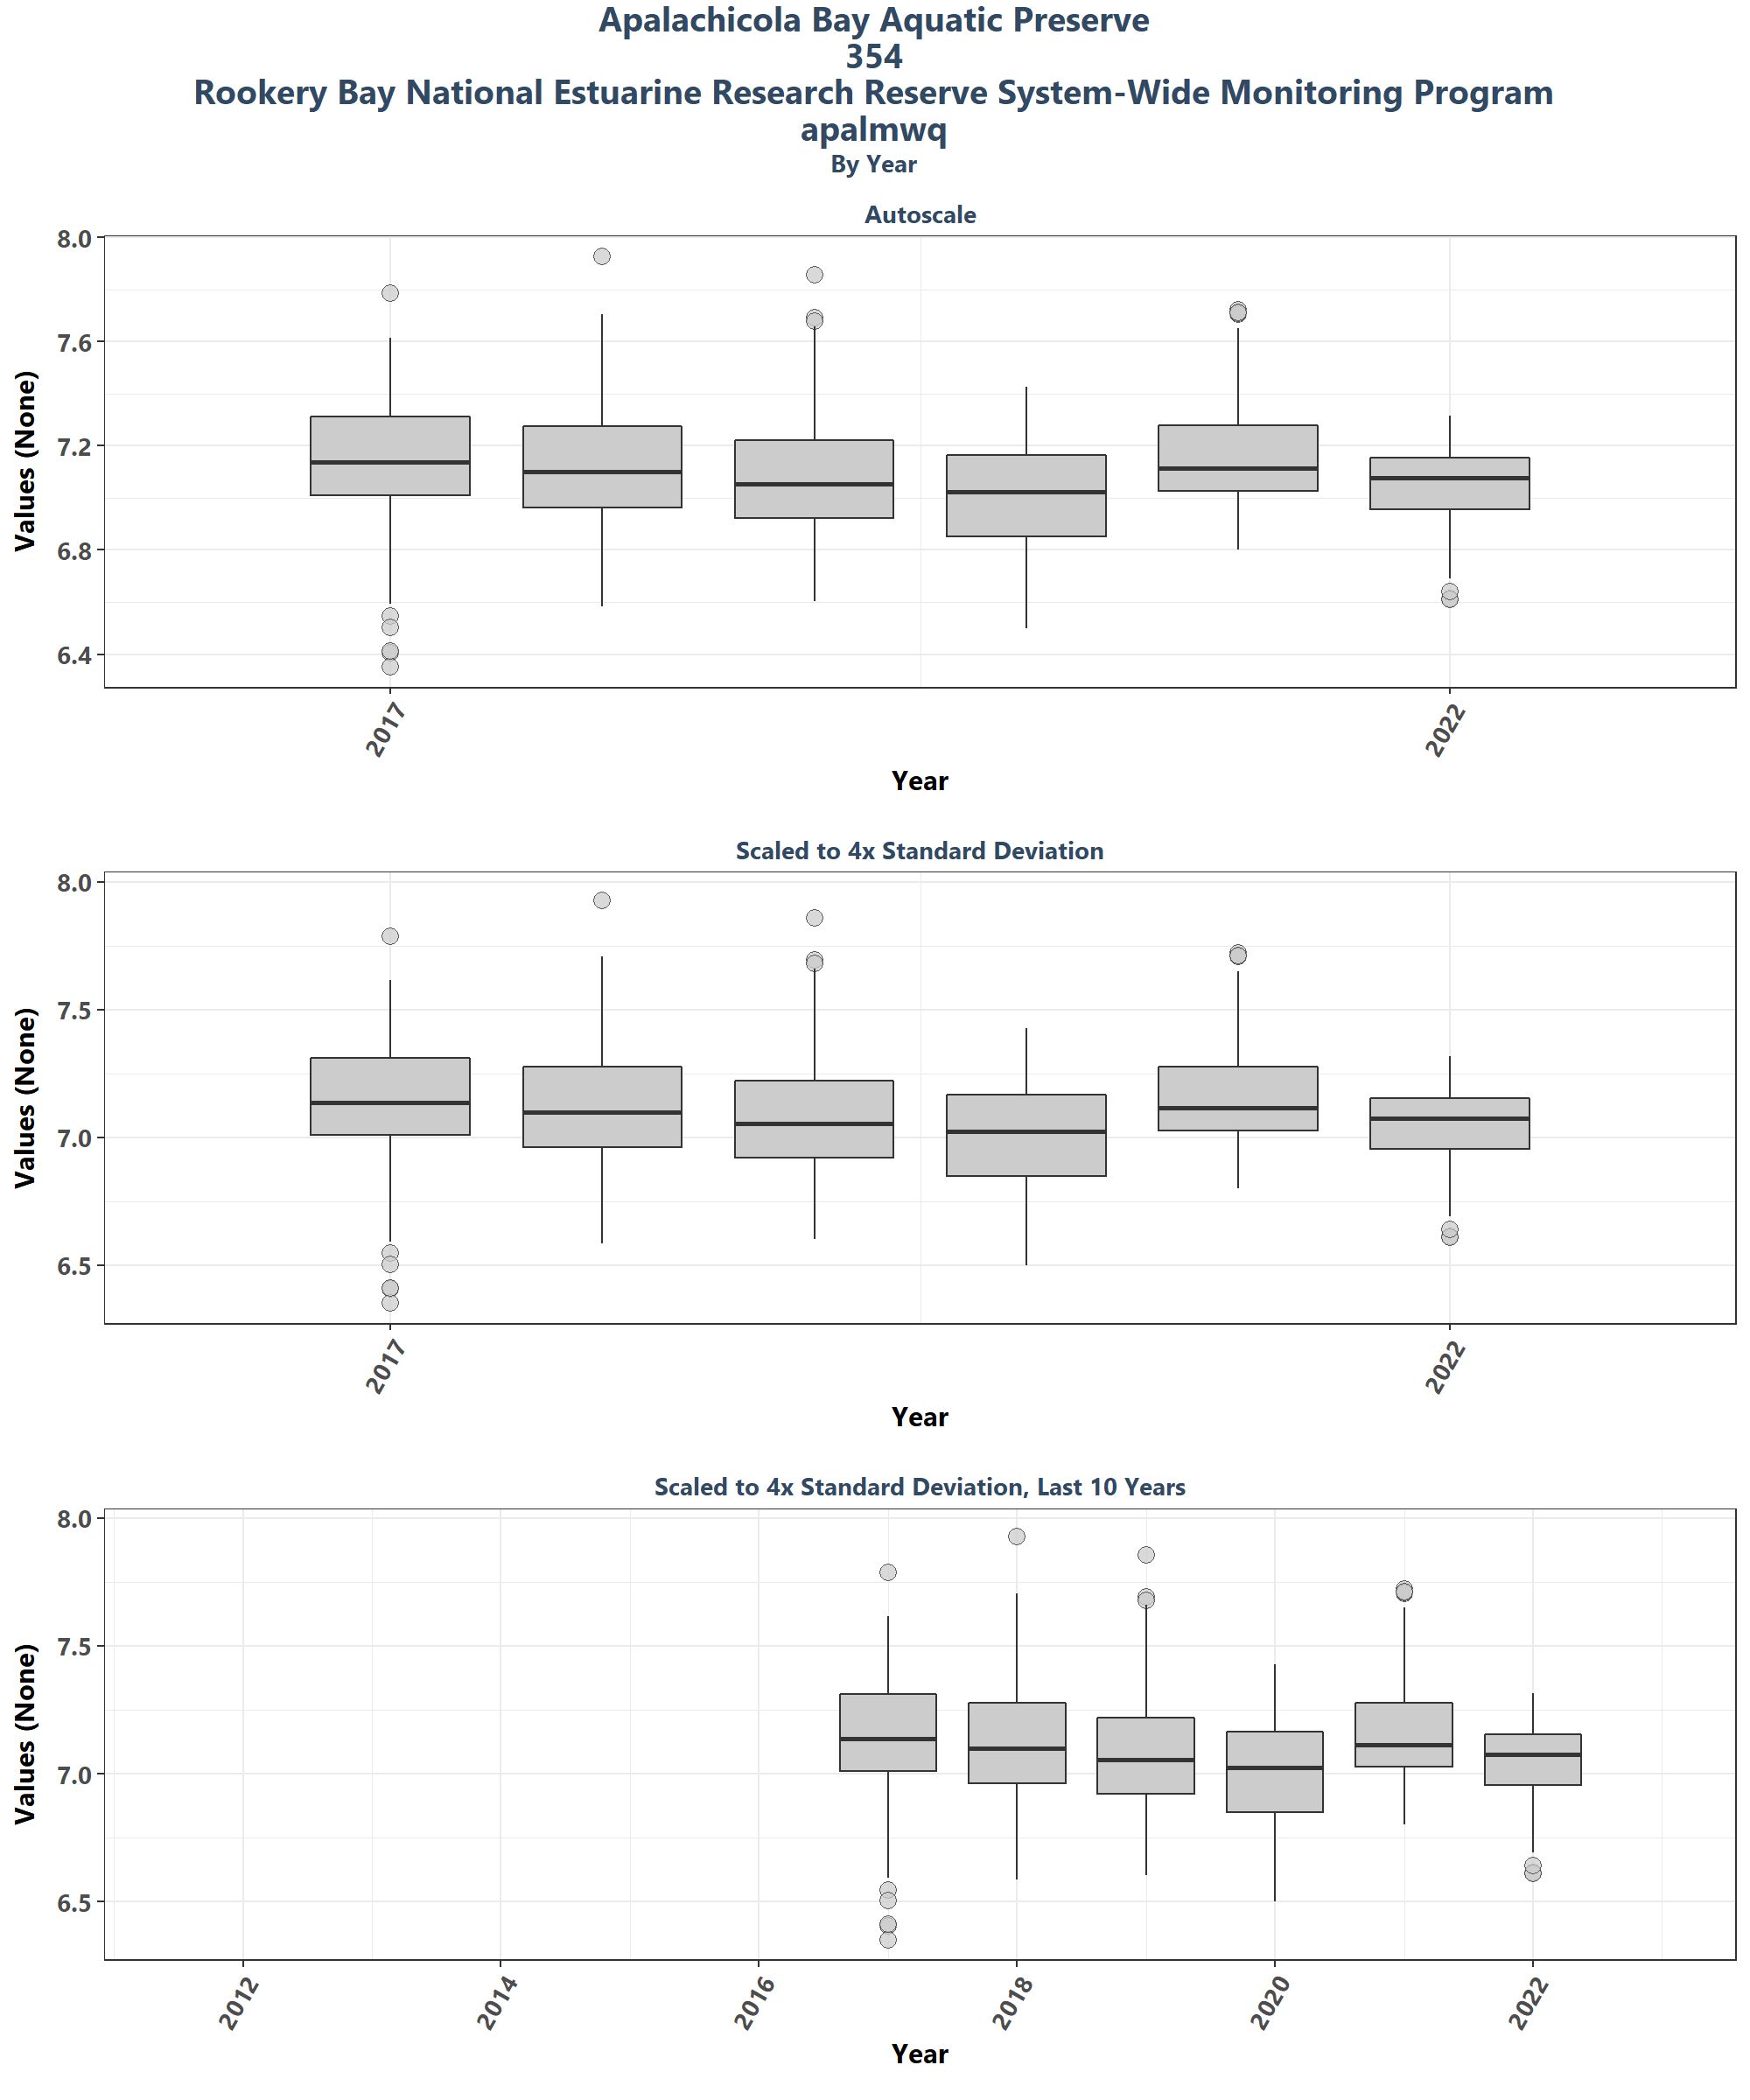 Apalachicola Bay Aquatic Preserve
354
Rookery Bay National Estuarine Research Reserve System-Wide Monitoring Program
apalmwq
By Year
Autoscale
8.0
7.6
7.2
6.8
6.4
Values (None)
2017
2022
Year
Scaled to 4x Standard Deviation
8.0
7.5
7.0
6.5
Values (None)
2017
2022
Year
Scaled to 4x Standard Deviation, Last 10 Years
8.0
7.5
7.0
6.5
Values (None)
2012
2014
2016
2018
2020
2022
Year